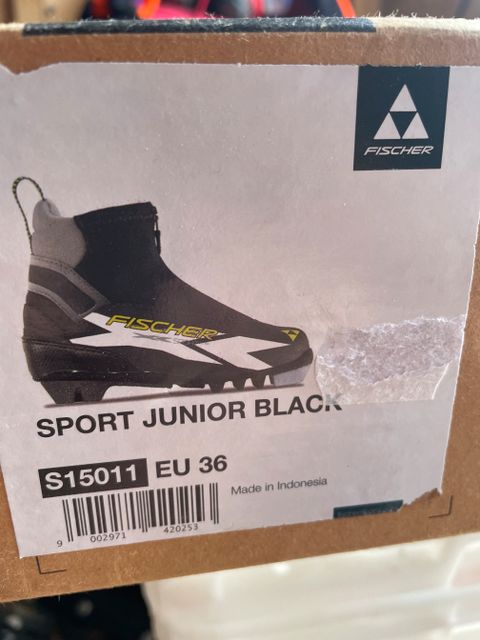 FISCHER
FISCHER
SPORT JUNIOR BLACK
S15011 EU 36
Made in Indonesia
9 002971 420253